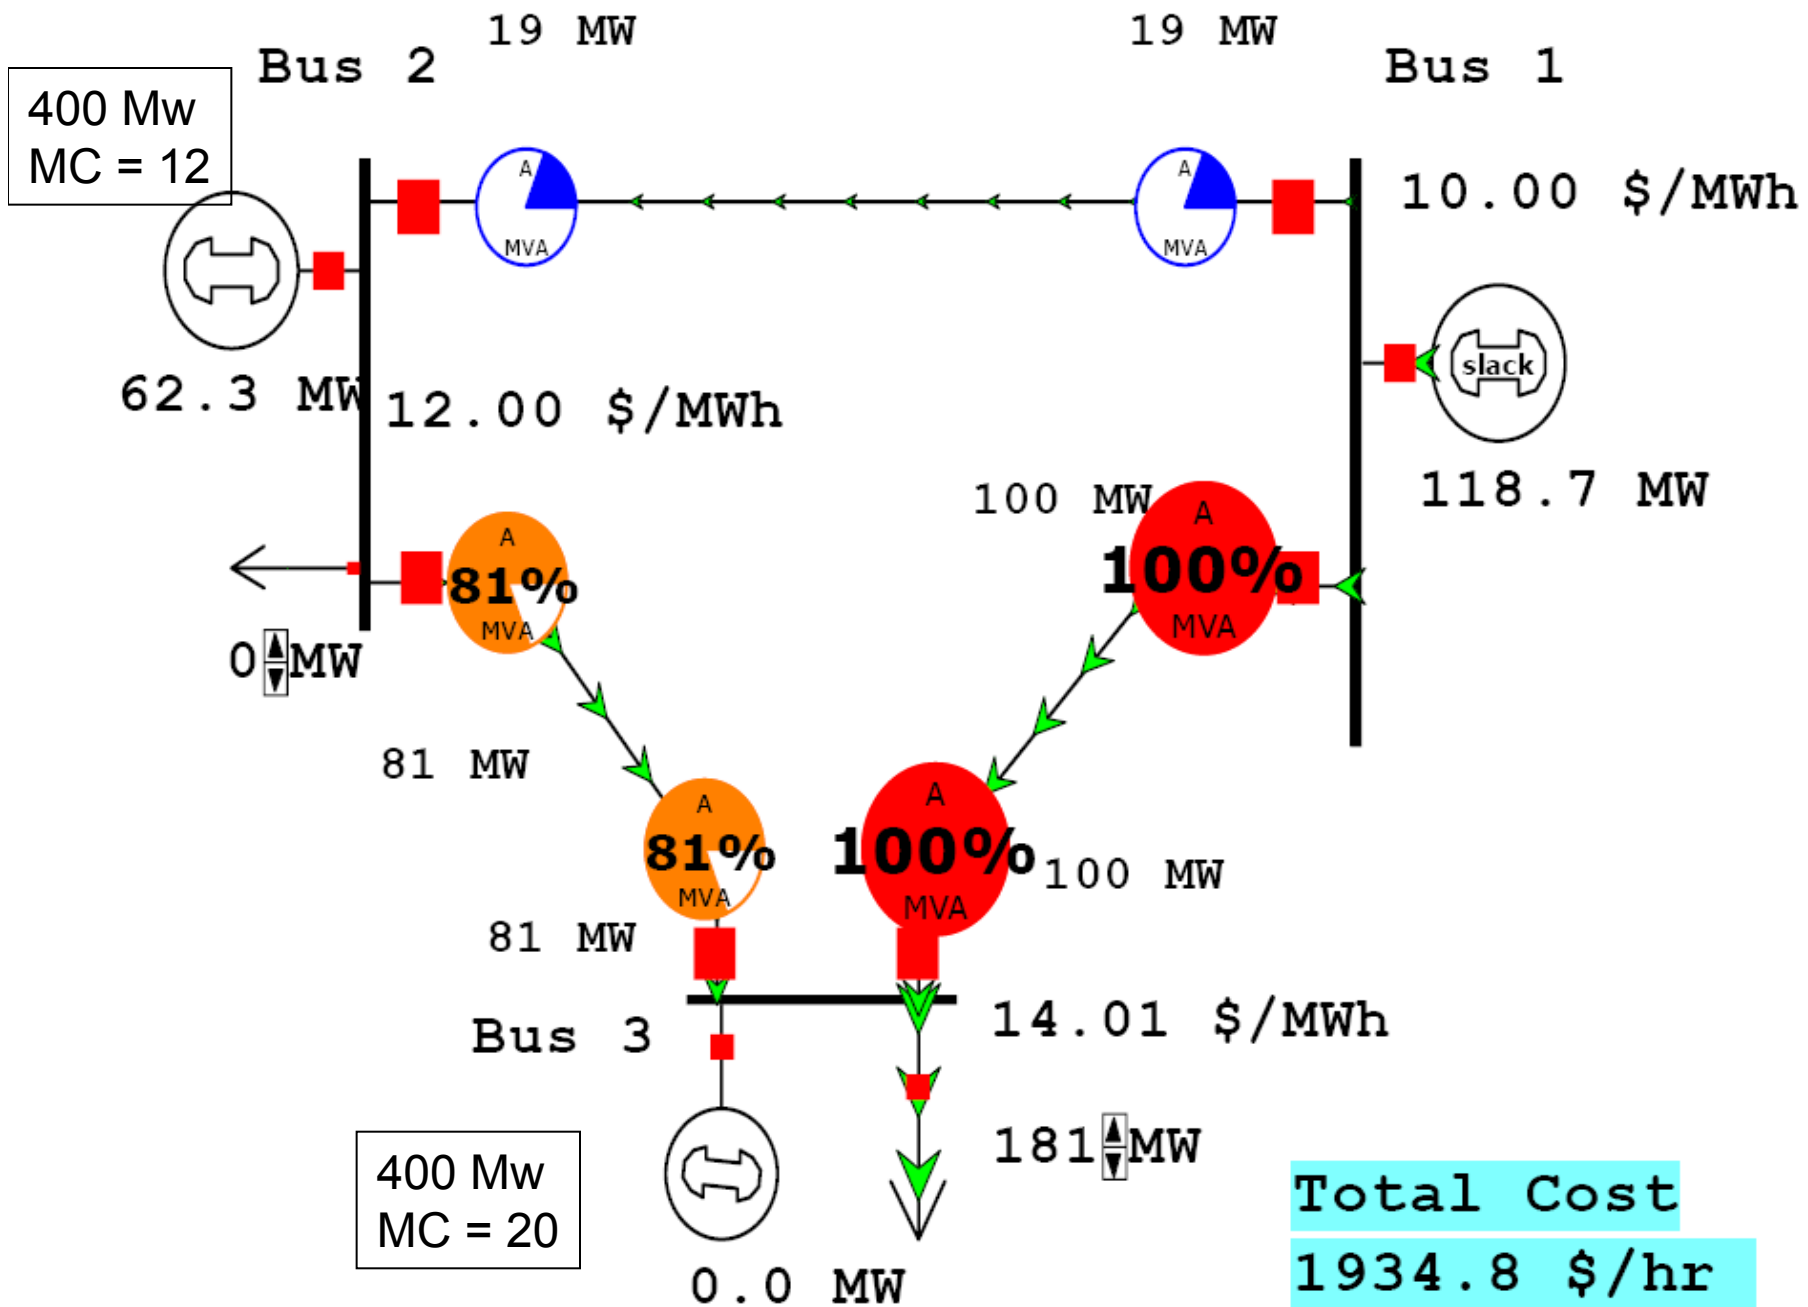 19 MW
19 MW
Bus 2
Bus 1
400 Mw
MC = 12
A
MVA
A
MVA
10.00 $/MWh
slack
62.3 MW
12.00 $/MWh
118.7 MW
100 MW
A
100%
MVA
A
81%
MVA
0 MW
81 MW
A
81%
MVA
A
100%
MVA
100 MW
81 MW
Bus 3
14.01 $/MWh
181 MW
400 Mw
MC = 20
0.0 MW
Total Cost
1934.8 $/hr